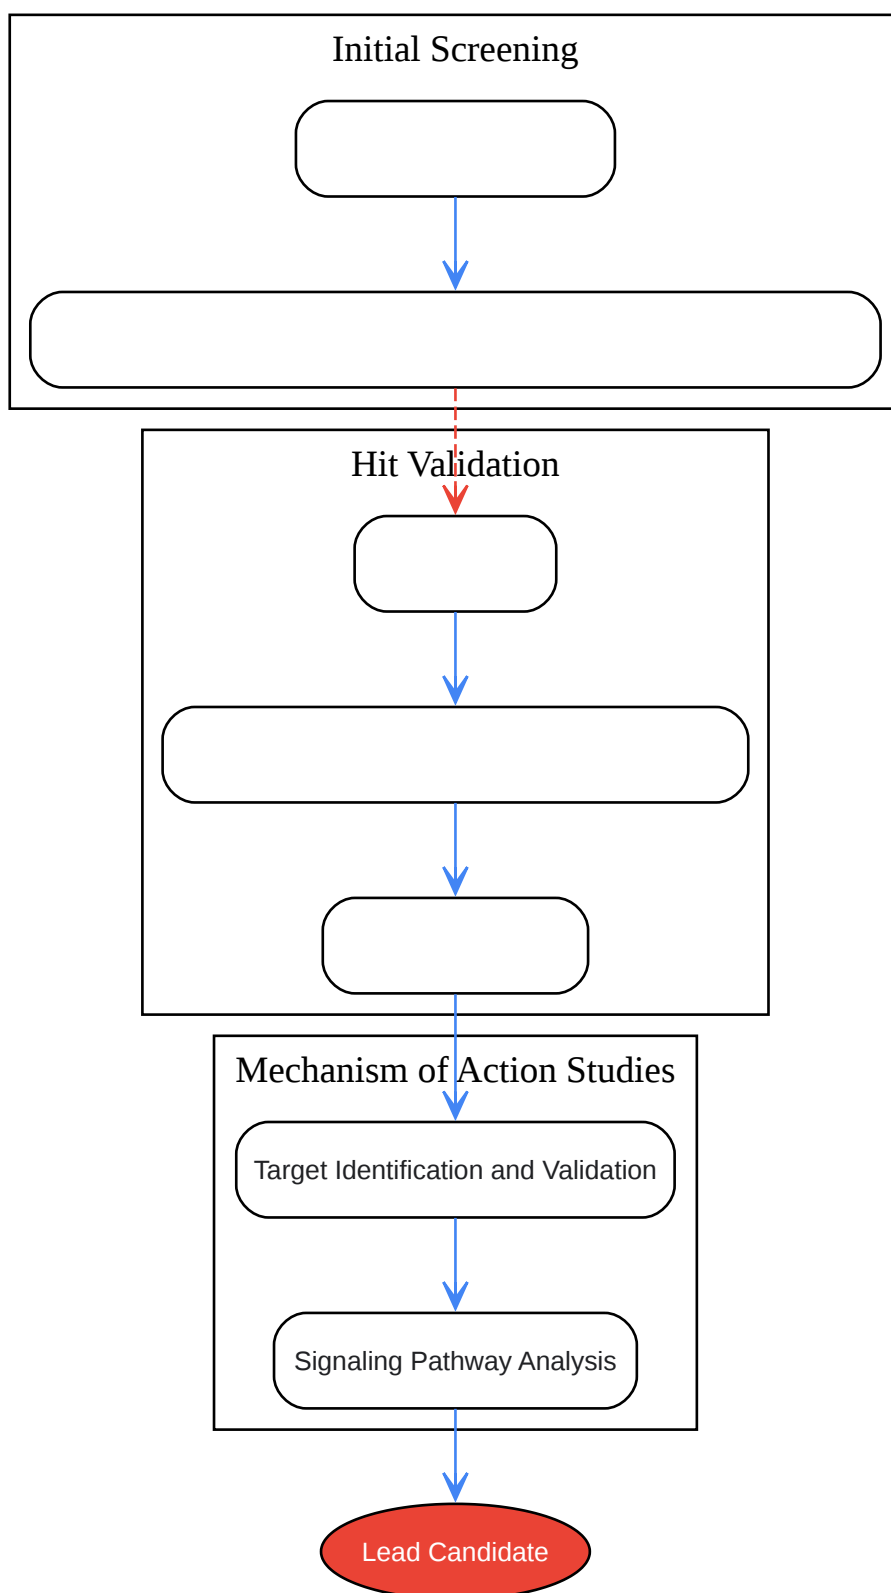 Initial Screening
Hit Validation
Mechanism of Action Studies
Target Identification and Validation
Signaling Pathway Analysis
Lead Candidate